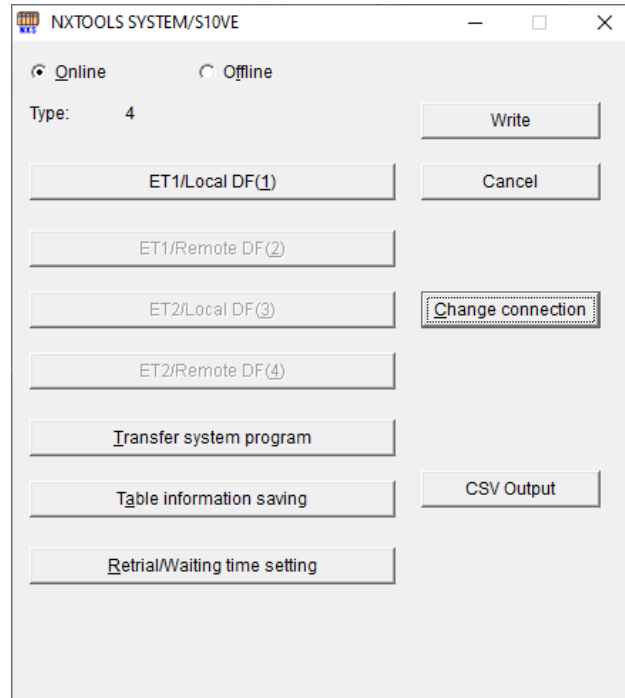 NXS
NXTOOLS SYSTEM/S10VE
Online
Offline
Type: 4
Write
ET1/Local DF(1)
Cancel
ET1/Remote DF(2)
ET2/Local DF(3)
Change connection
ET2/Remote DF(4)
Transfer system program
Table information saving
CSV Output
Retrial/Waiting time setting